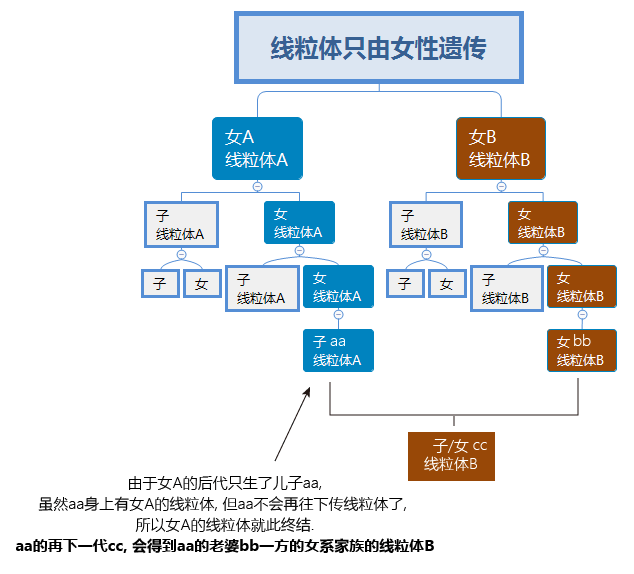 线粒体只由女性遗传
女A
线粒体A
女B
线粒体B
子
线粒体A
女
线粒体A
子
线粒体B
女
线粒体B
子
女
子
线粒体A
女
线粒体A
子
女
子
线粒体B
女
线粒体B
子 aa
线粒体A
女 bb
线粒体B
子/女 cc
线粒体B
由于女A的后代只生了儿子aa,
虽然aa身上有女A的线粒体, 但aa不会再往下传线粒体了,
所以女A的线粒体就此终结.
aa的再下一代cc, 会得到aa的老婆bb一方的女系家族的线粒体B